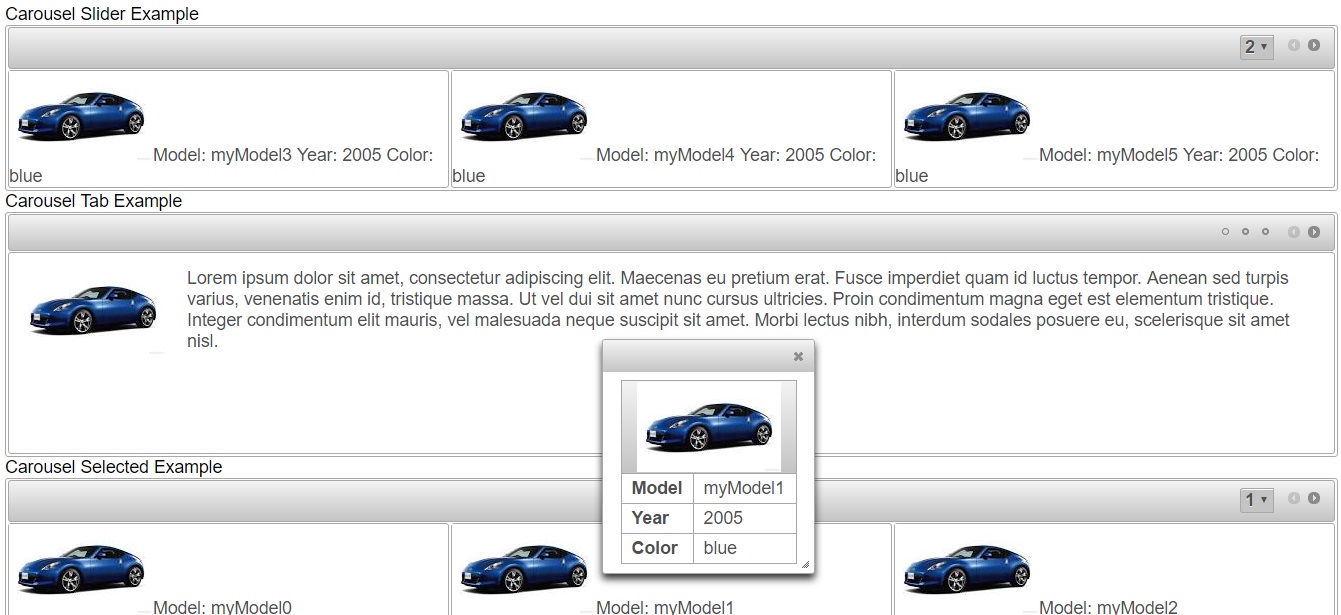 Carousel Slider Example
2
Model: myModel3 Year: 2005 Color:
blue
Model: myModel4 Year: 2005 Color:
blue
Model: myModel5 Year: 2005 Color:
blue
Carousel Tab Example
Lorem ipsum dolor sit amet, consectetur adipiscing elit. Maecenas eu pretium erat. Fusce imperdiet quam id luctus tempor. Aenean sed turpis
varius, venenatis enim id, tristique massa. Ut vel dui sit amet nunc cursus ultricies. Proin condimentum magna eget est elementum tristique.
Integer condimentum elit mauris, vel malesuada neque suscipit sit amet. Morbi lectus nibh, interdum sodales posuere eu, scelerisque sit amet
nisl.
Model myModel1
Year 2005
Color blue
Carousel Selected Example
1
Model: myModel0
Model: myModel1
Model: myModel2